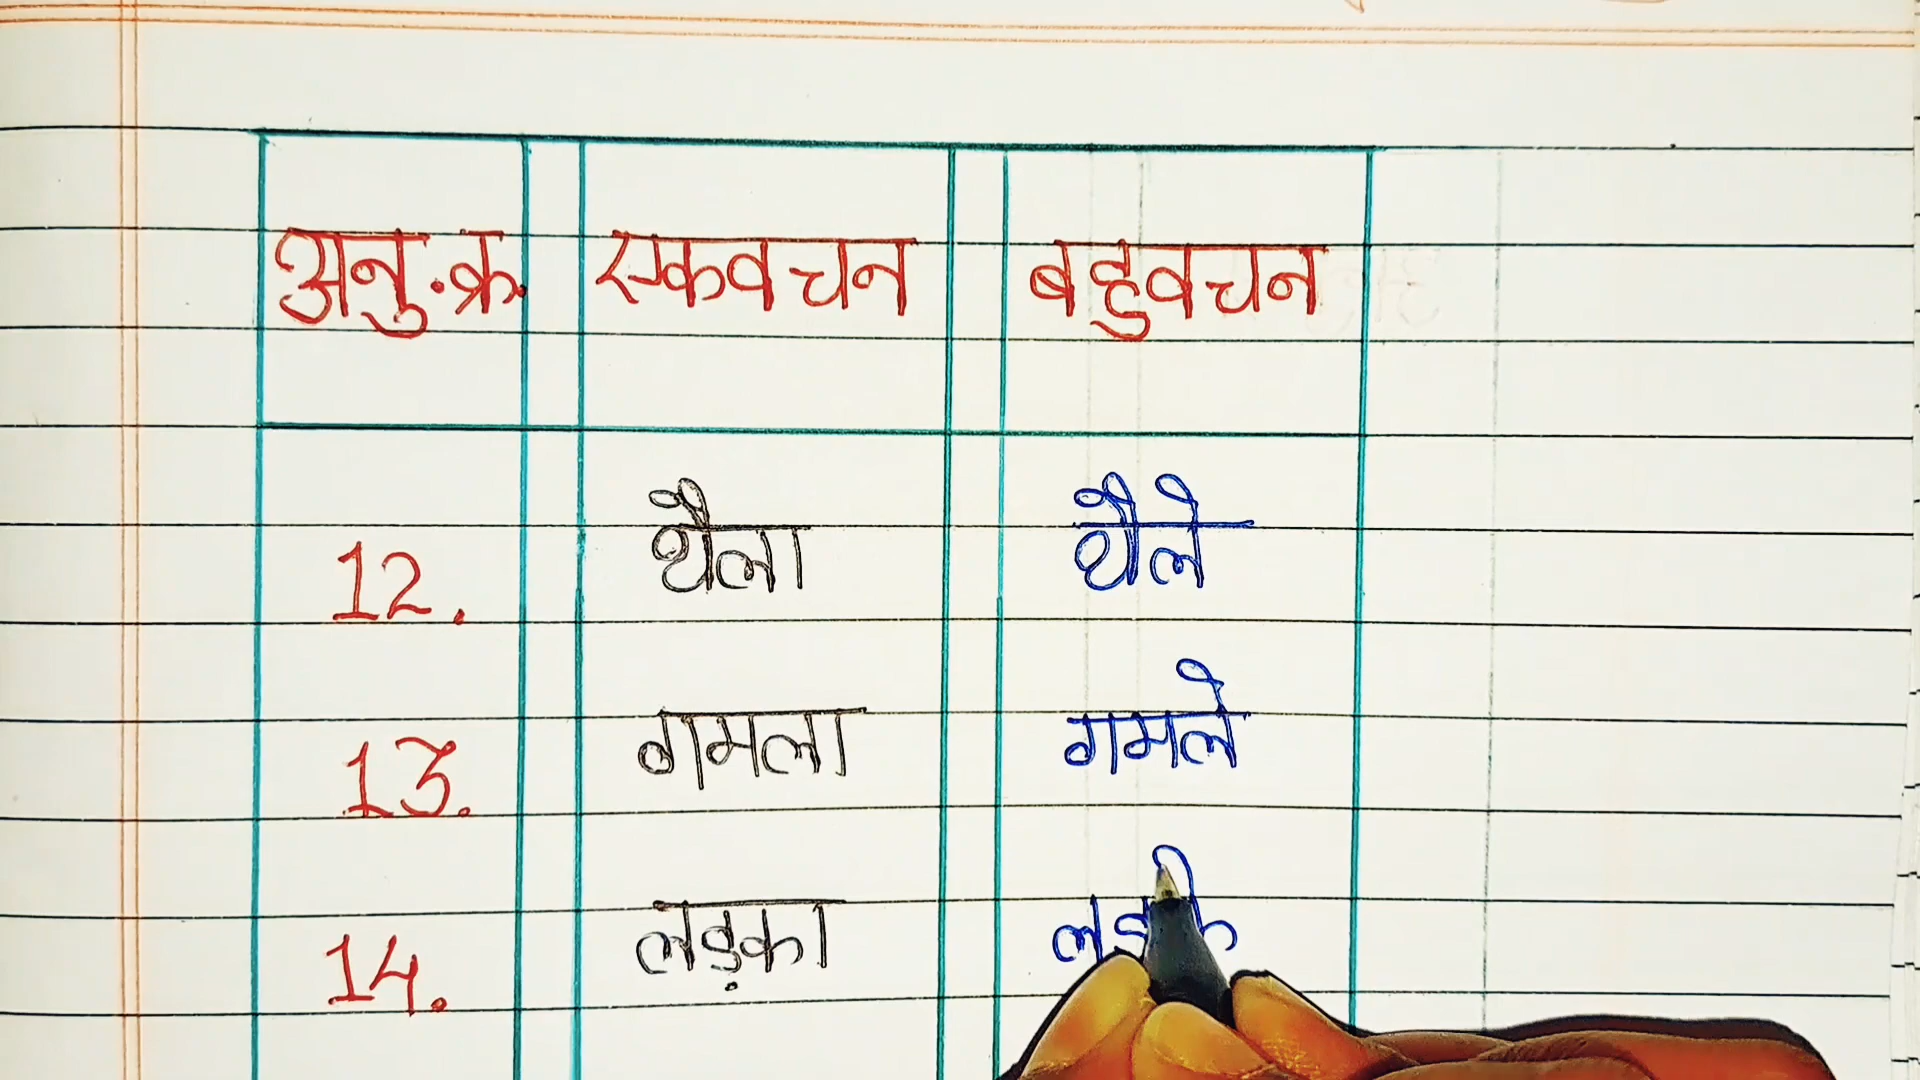 अनु.क्र. एकवचन बहुवचन
12. थैला थैले
13. गमला गमले
14. लड़का